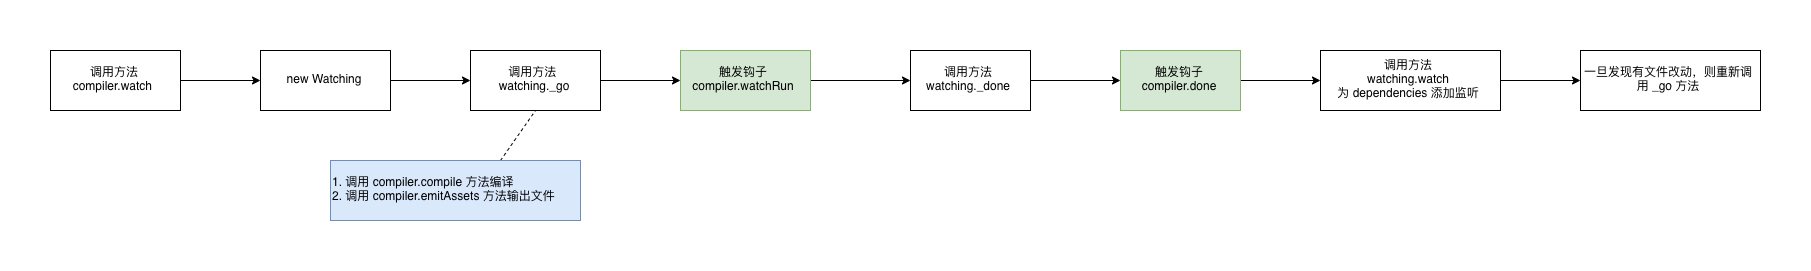 调用方法
compiler.watch
new Watching
调用方法
watching._go
触发钩子
compiler.watchRun
调用方法
watching._done
触发钩子
compiler.done
调用方法
watching.watch
为 dependencies 添加监听
一旦发现有文件改动，则重新调
用 _go 方法
1. 调用 compiler.compile 方法编译
2. 调用 compiler.emitAssets 方法输出文件